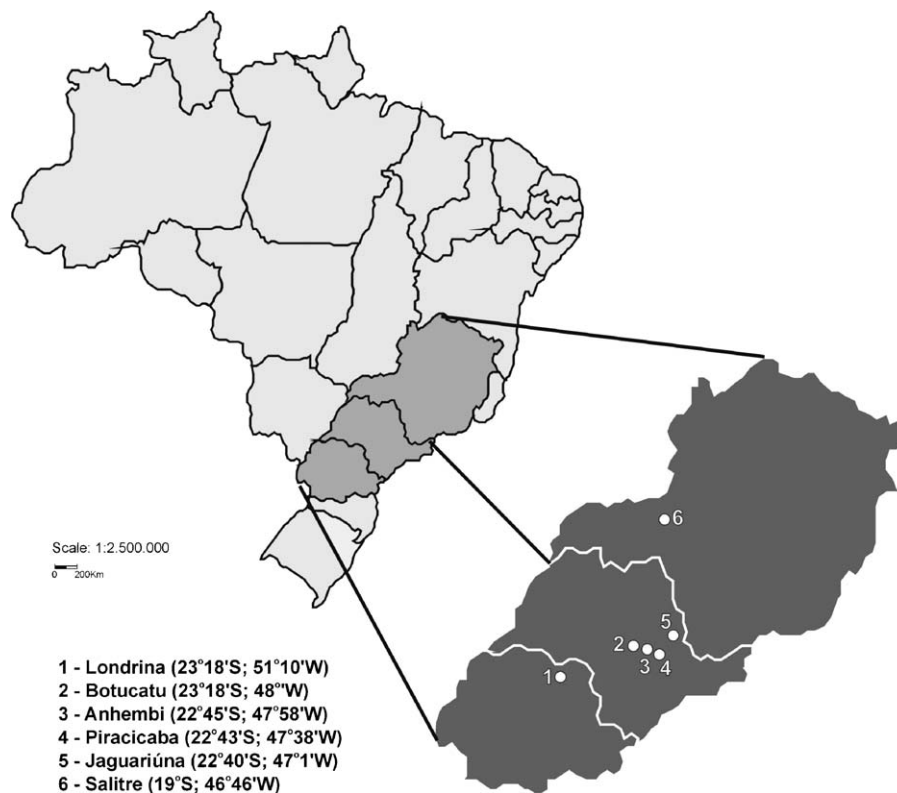 6
5
2
3
4
1
Scale: 1:2.500.000
0 200Km
1 - Londrina (23°18'S; 51°10'W)
2 - Botucatu (23°18'S; 48°'W)
3 - Anhembi (22°45'S; 47°58'W)
4 - Piracicaba (22°43'S; 47°38'W)
5 - Jaguariúna (22°40'S; 47°1'W)
6 - Salitre (19°S; 46°46'W)